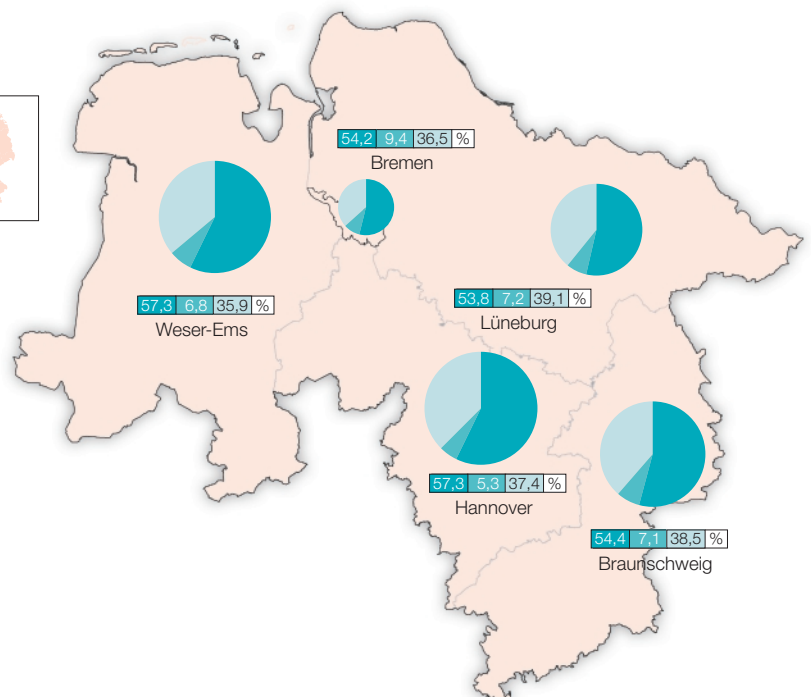 54,2 9,4 36,5 %
Bremen
57,3 6,8 35,9 %
Weser-Ems
53,8 7,2 39,1 %
Lüneburg
57,3 5,3 37,4 %
Hannover
54,4 7,1 38,5 %
Braunschweig